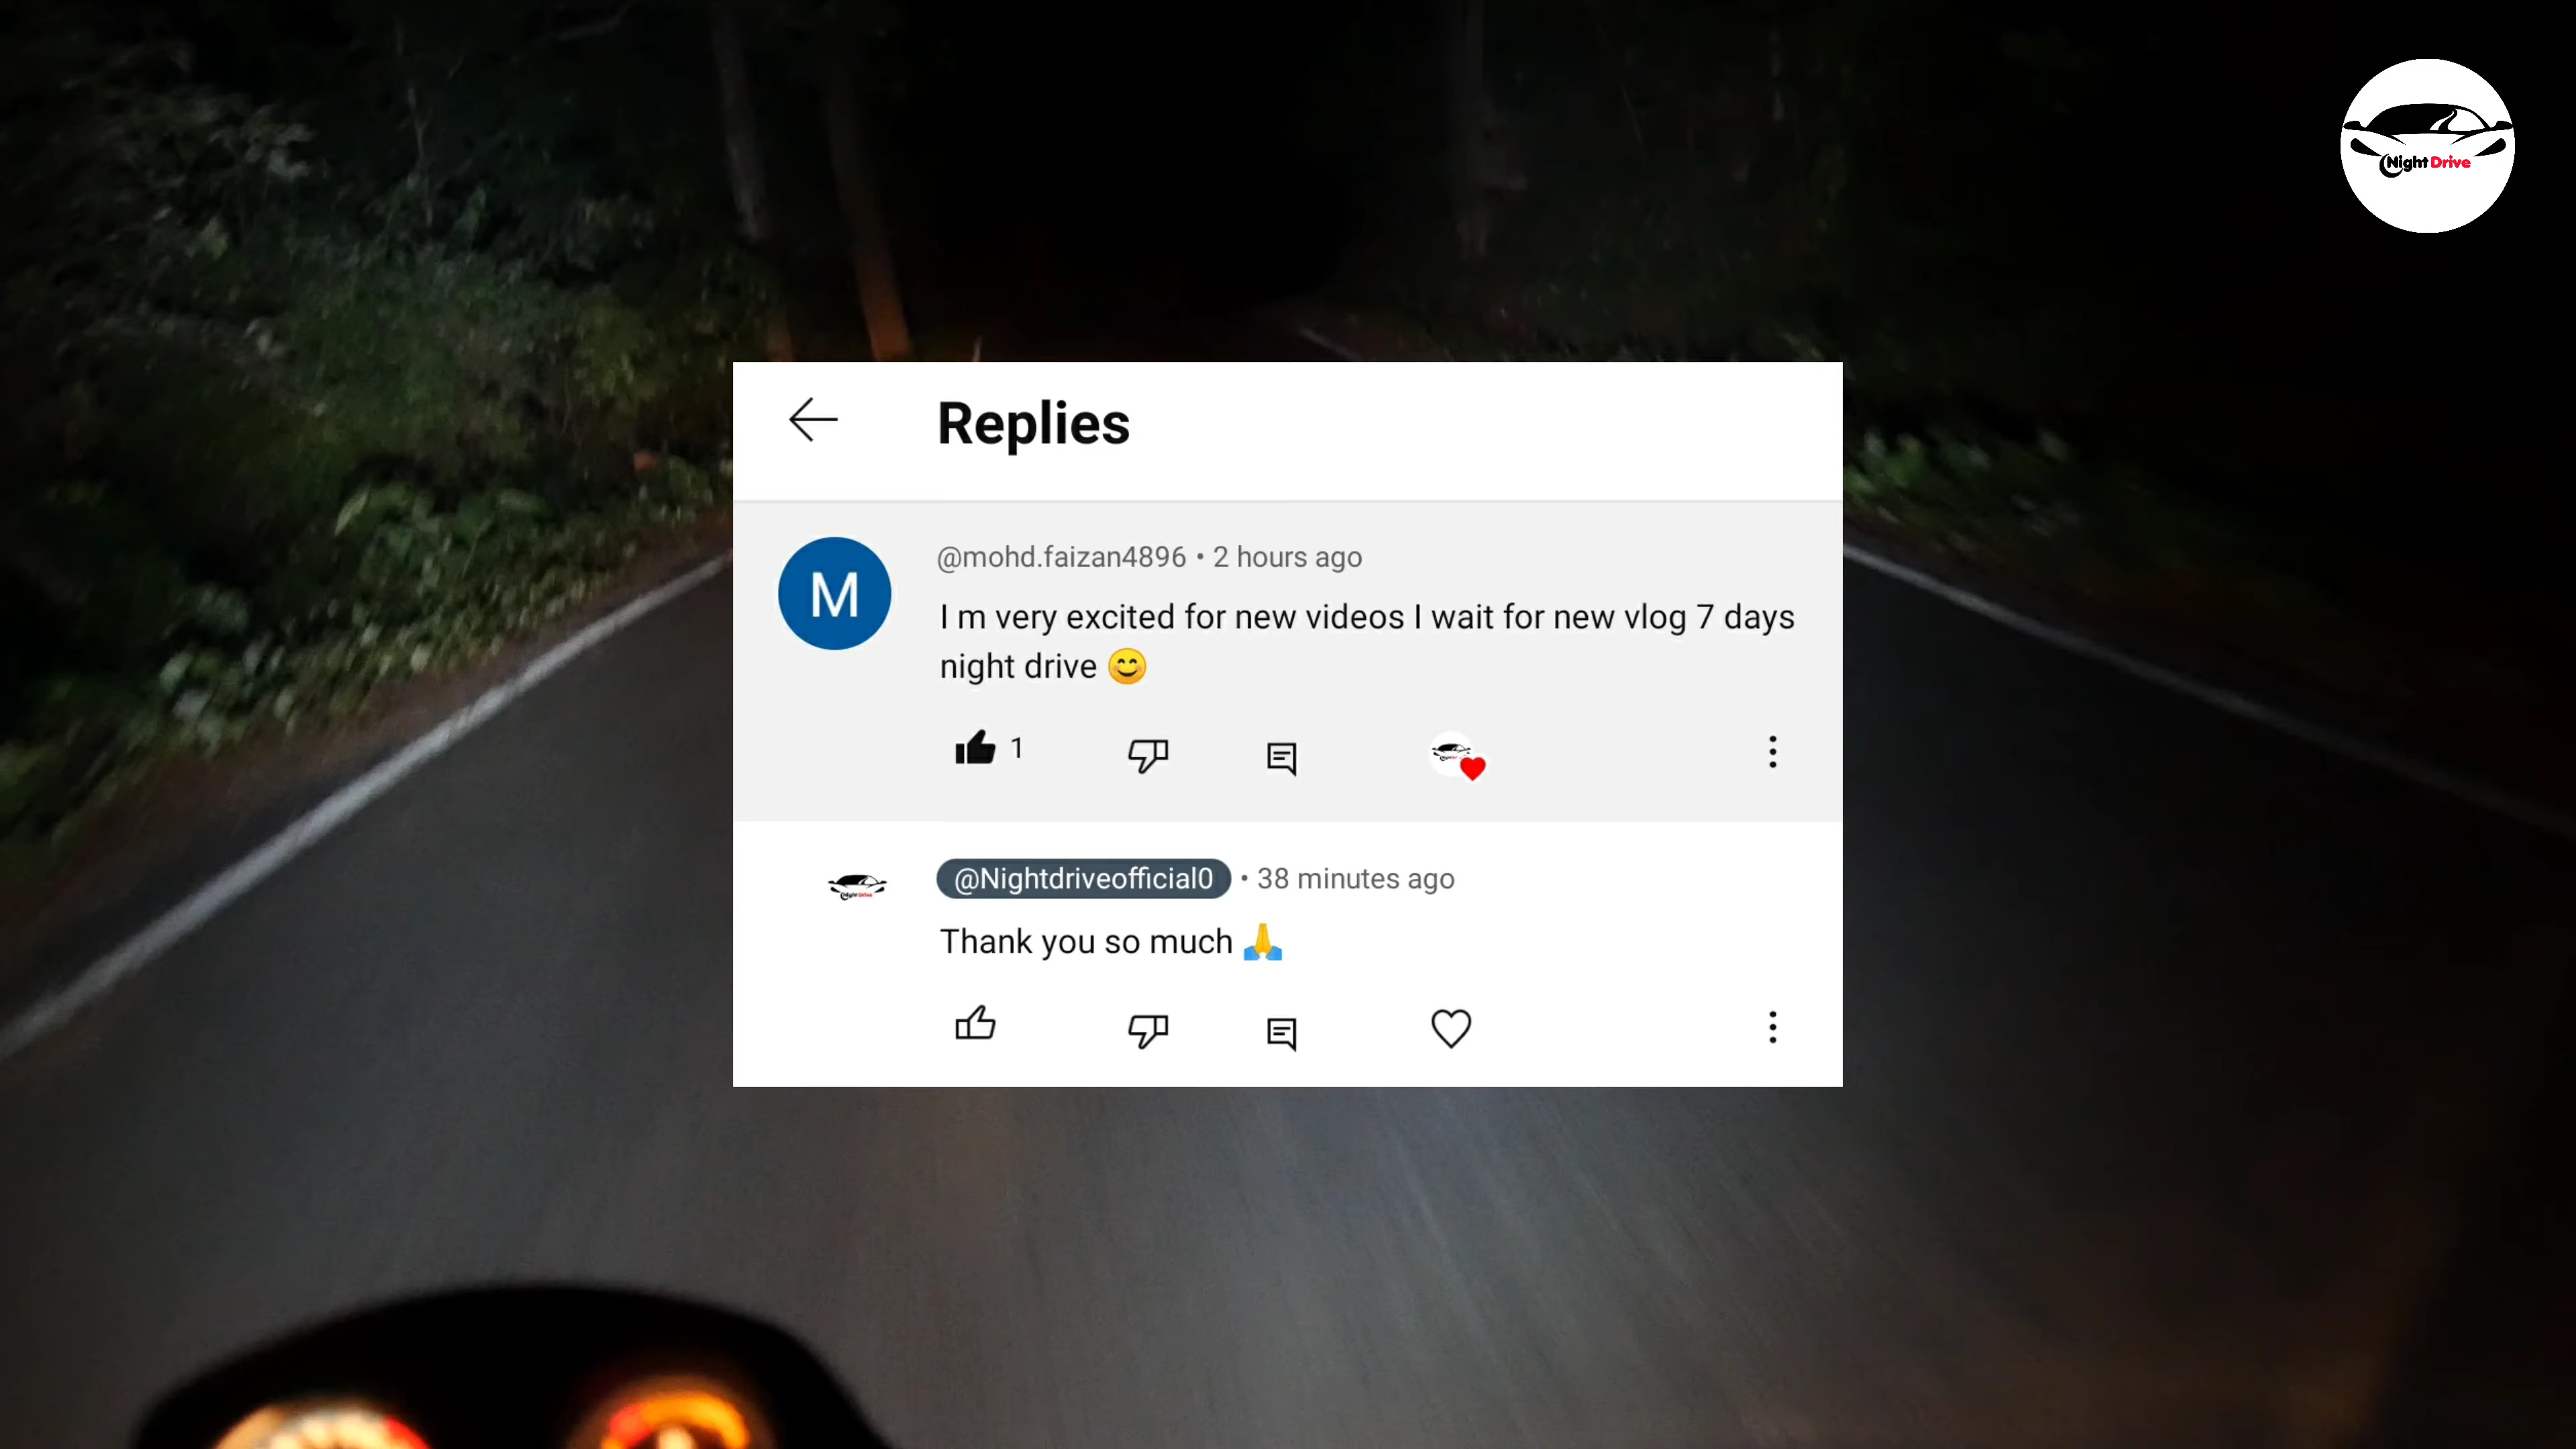 Night Drive
Replies
M
@mohd.faizan4896 • 2 hours ago
I m very excited for new videos I wait for new vlog 7 days
night drive 😊
1
@Nightdriveofficial0 • 38 minutes ago
Thank you so much 🙏